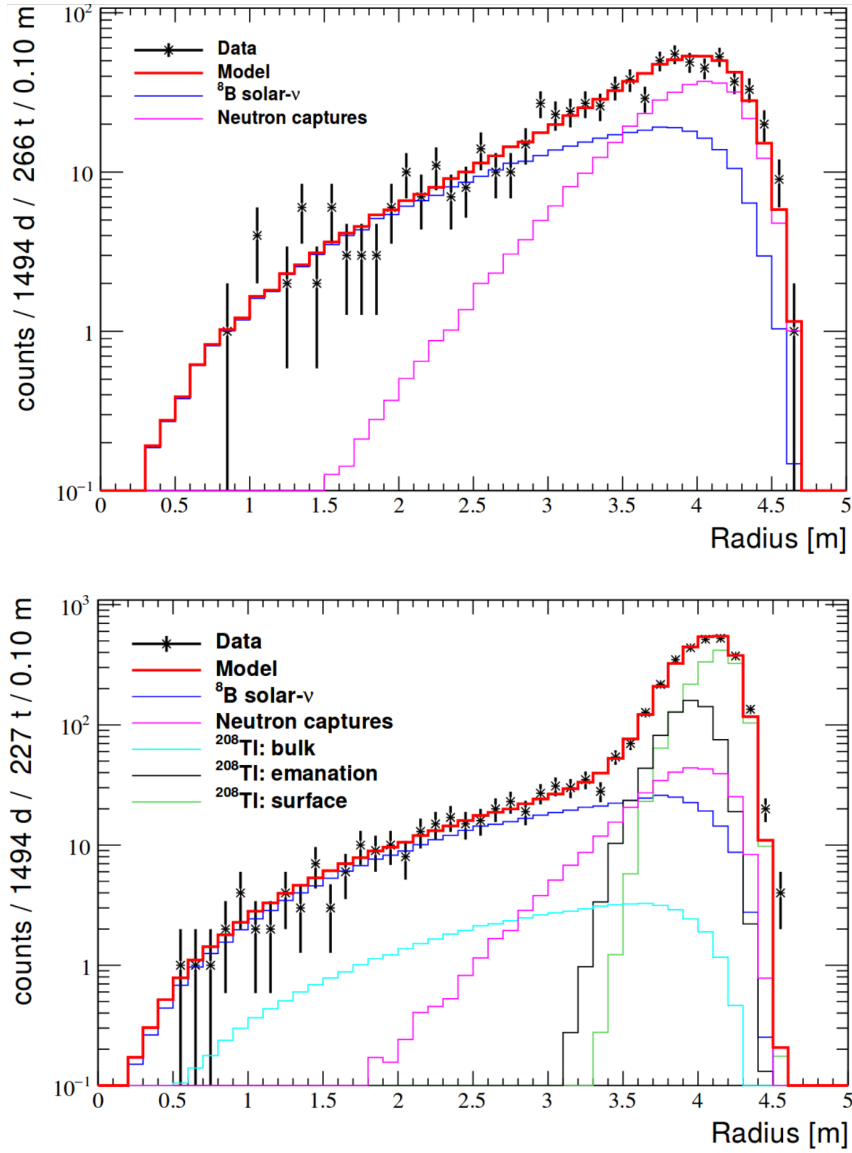 counts / 1494 d / 266 t / 0.10 m
10²
10
1
10⁻¹
Data
Model
⁸B solar-ν
Neutron captures
0 0.5 1 1.5 2 2.5 3 3.5 4 4.5 5
Radius [m]
counts / 1494 d / 227 t / 0.10 m
10³
10²
10
1
10⁻¹
Data
Model
⁸B solar-ν
Neutron captures
²⁰⁸Tl: bulk
²⁰⁸Tl: emanation
²⁰⁸Tl: surface
0 0.5 1 1.5 2 2.5 3 3.5 4 4.5 5
Radius [m]